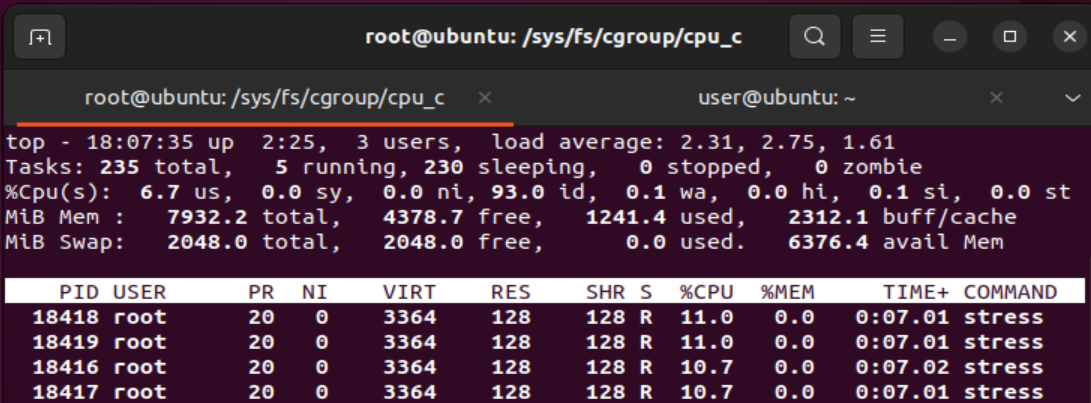 root@ubuntu: /sys/fs/cgroup/cpu_c
root@ubuntu: /sys/fs/cgroup/cpu_c × user@ubuntu: ~ ×
top - 18:07:35 up  2:25,  3 users,  load average: 2.31, 2.75, 1.61
Tasks: 235 total,   5 running, 230 sleeping,   0 stopped,   0 zombie
%Cpu(s):  6.7 us,  0.0 sy,  0.0 ni, 93.0 id,  0.1 wa,  0.0 hi,  0.1 si,  0.0 st
MiB Mem :   7932.2 total,   4378.7 free,   1241.4 used,   2312.1 buff/cache
MiB Swap:   2048.0 total,   2048.0 free,      0.0 used.   6376.4 avail Mem
PID USER      PR  NI    VIRT    RES    SHR S  %CPU  %MEM     TIME+ COMMAND
18418 root      20   0    3364    128    128 R  11.0   0.0   0:07.01 stress
18419 root      20   0    3364    128    128 R  11.0   0.0   0:07.01 stress
18416 root      20   0    3364    128    128 R  10.7   0.0   0:07.02 stress
18417 root      20   0    3364    128    128 R  10.7   0.0   0:07.01 stress